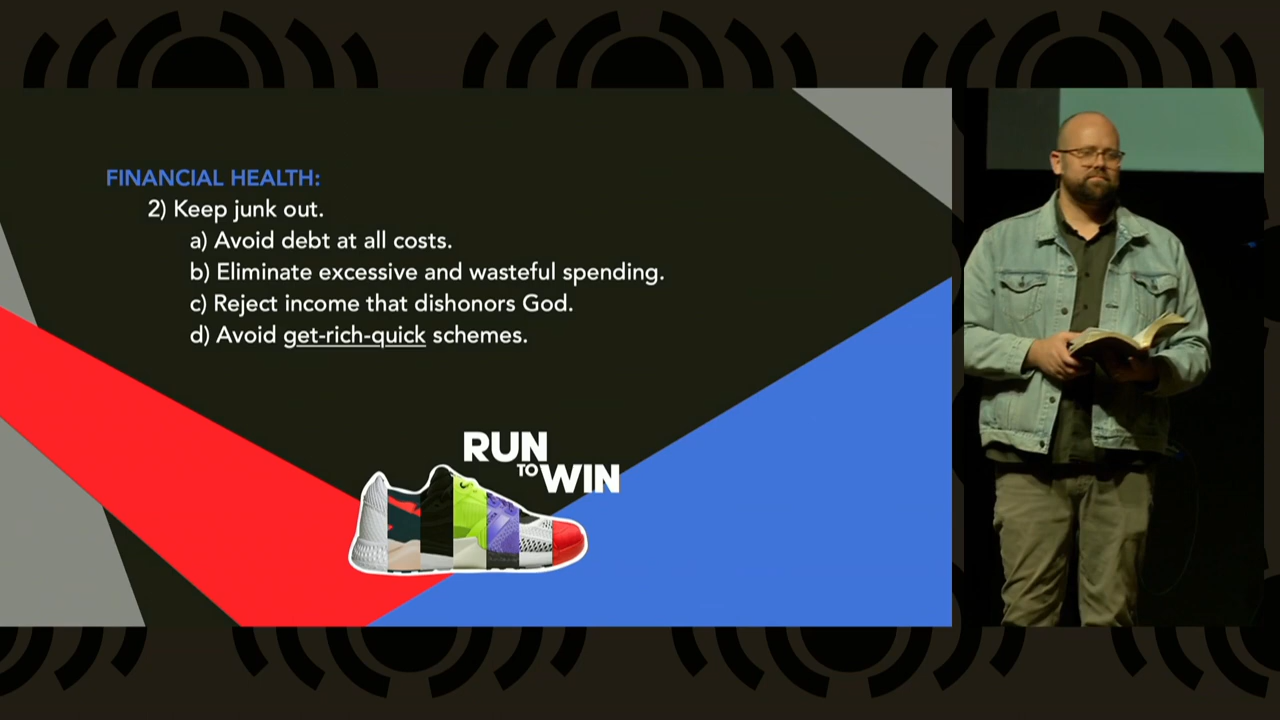 FINANCIAL HEALTH:
2) Keep junk out.
a) Avoid debt at all costs.
b) Eliminate excessive and wasteful spending.
c) Reject income that dishonors God.
d) Avoid get-rich-quick schemes.
RUN
TO WIN